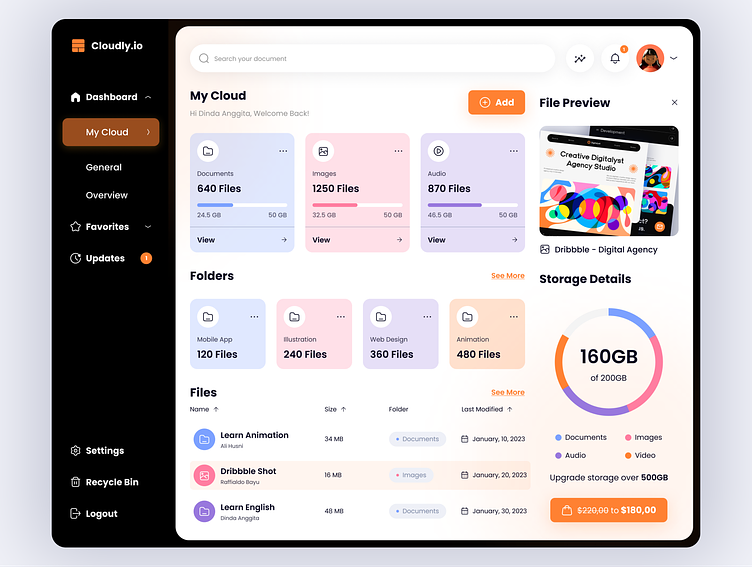 Cloudly.io
Dashboard
My Cloud
General
Overview
Favorites
Updates
1
Settings
Recycle Bin
Logout
Search your document
1
My Cloud
Hi Dinda Anggita, Welcome Back!
Add
Documents
640 Files
24.5 GB 50 GB
View
Images
1250 Files
32.5 GB 50 GB
View
Audio
870 Files
46.5 GB 50 GB
View
Folders
See More
Mobile App
120 Files
Illustration
240 Files
Web Design
360 Files
Animation
480 Files
Files
See More
Name Size Folder Last Modified
Learn Animation
Ali Husni
34 MB
Documents
January, 10, 2023
Dribbble Shot
Raffialdo Bayu
16 MB
Images
January, 20, 2023
Learn English
Dinda Anggita
48 MB
Documents
January, 30, 2023
File Preview
Development
Creative Digitalyst
Agency Studio
Dribbble - Digital Agency
Storage Details
160GB
of 200GB
Documents
Images
Audio
Video
Upgrade storage over 500GB
$220,00 to $180,00